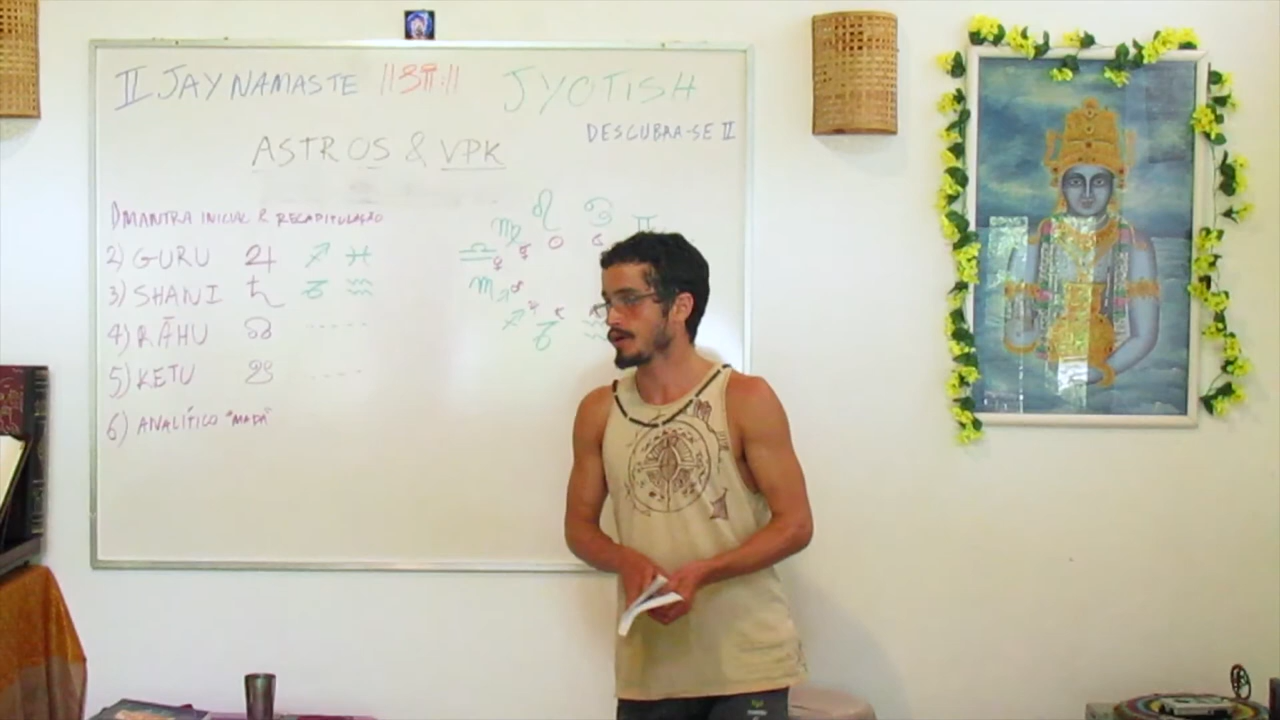 II JAY NAMASTE ||ॐ|| JYOTISH
DESCUBRA-SE II
ASTROS & VPK
1) MANTRA INICIAL & RECAPITULAÇÃO
2) GURU ♃ ♐ ♓
3) SHANI ♄ ♑ ♒
4) RĀHU ☊ -----
5) KETU ☋ ----
6) ANALÍTICO "MAPA"